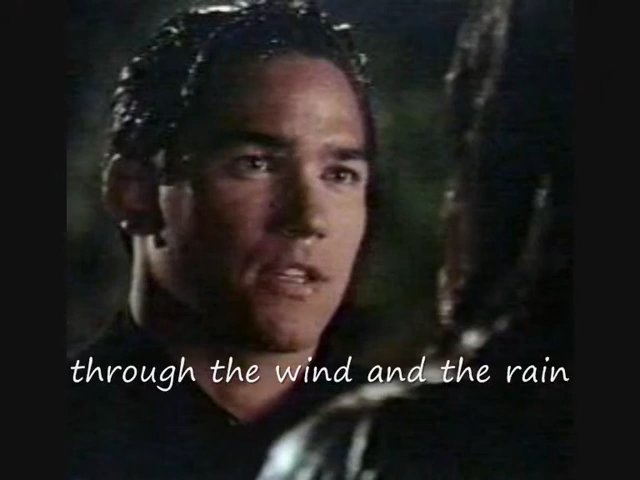 through the wind and the rain